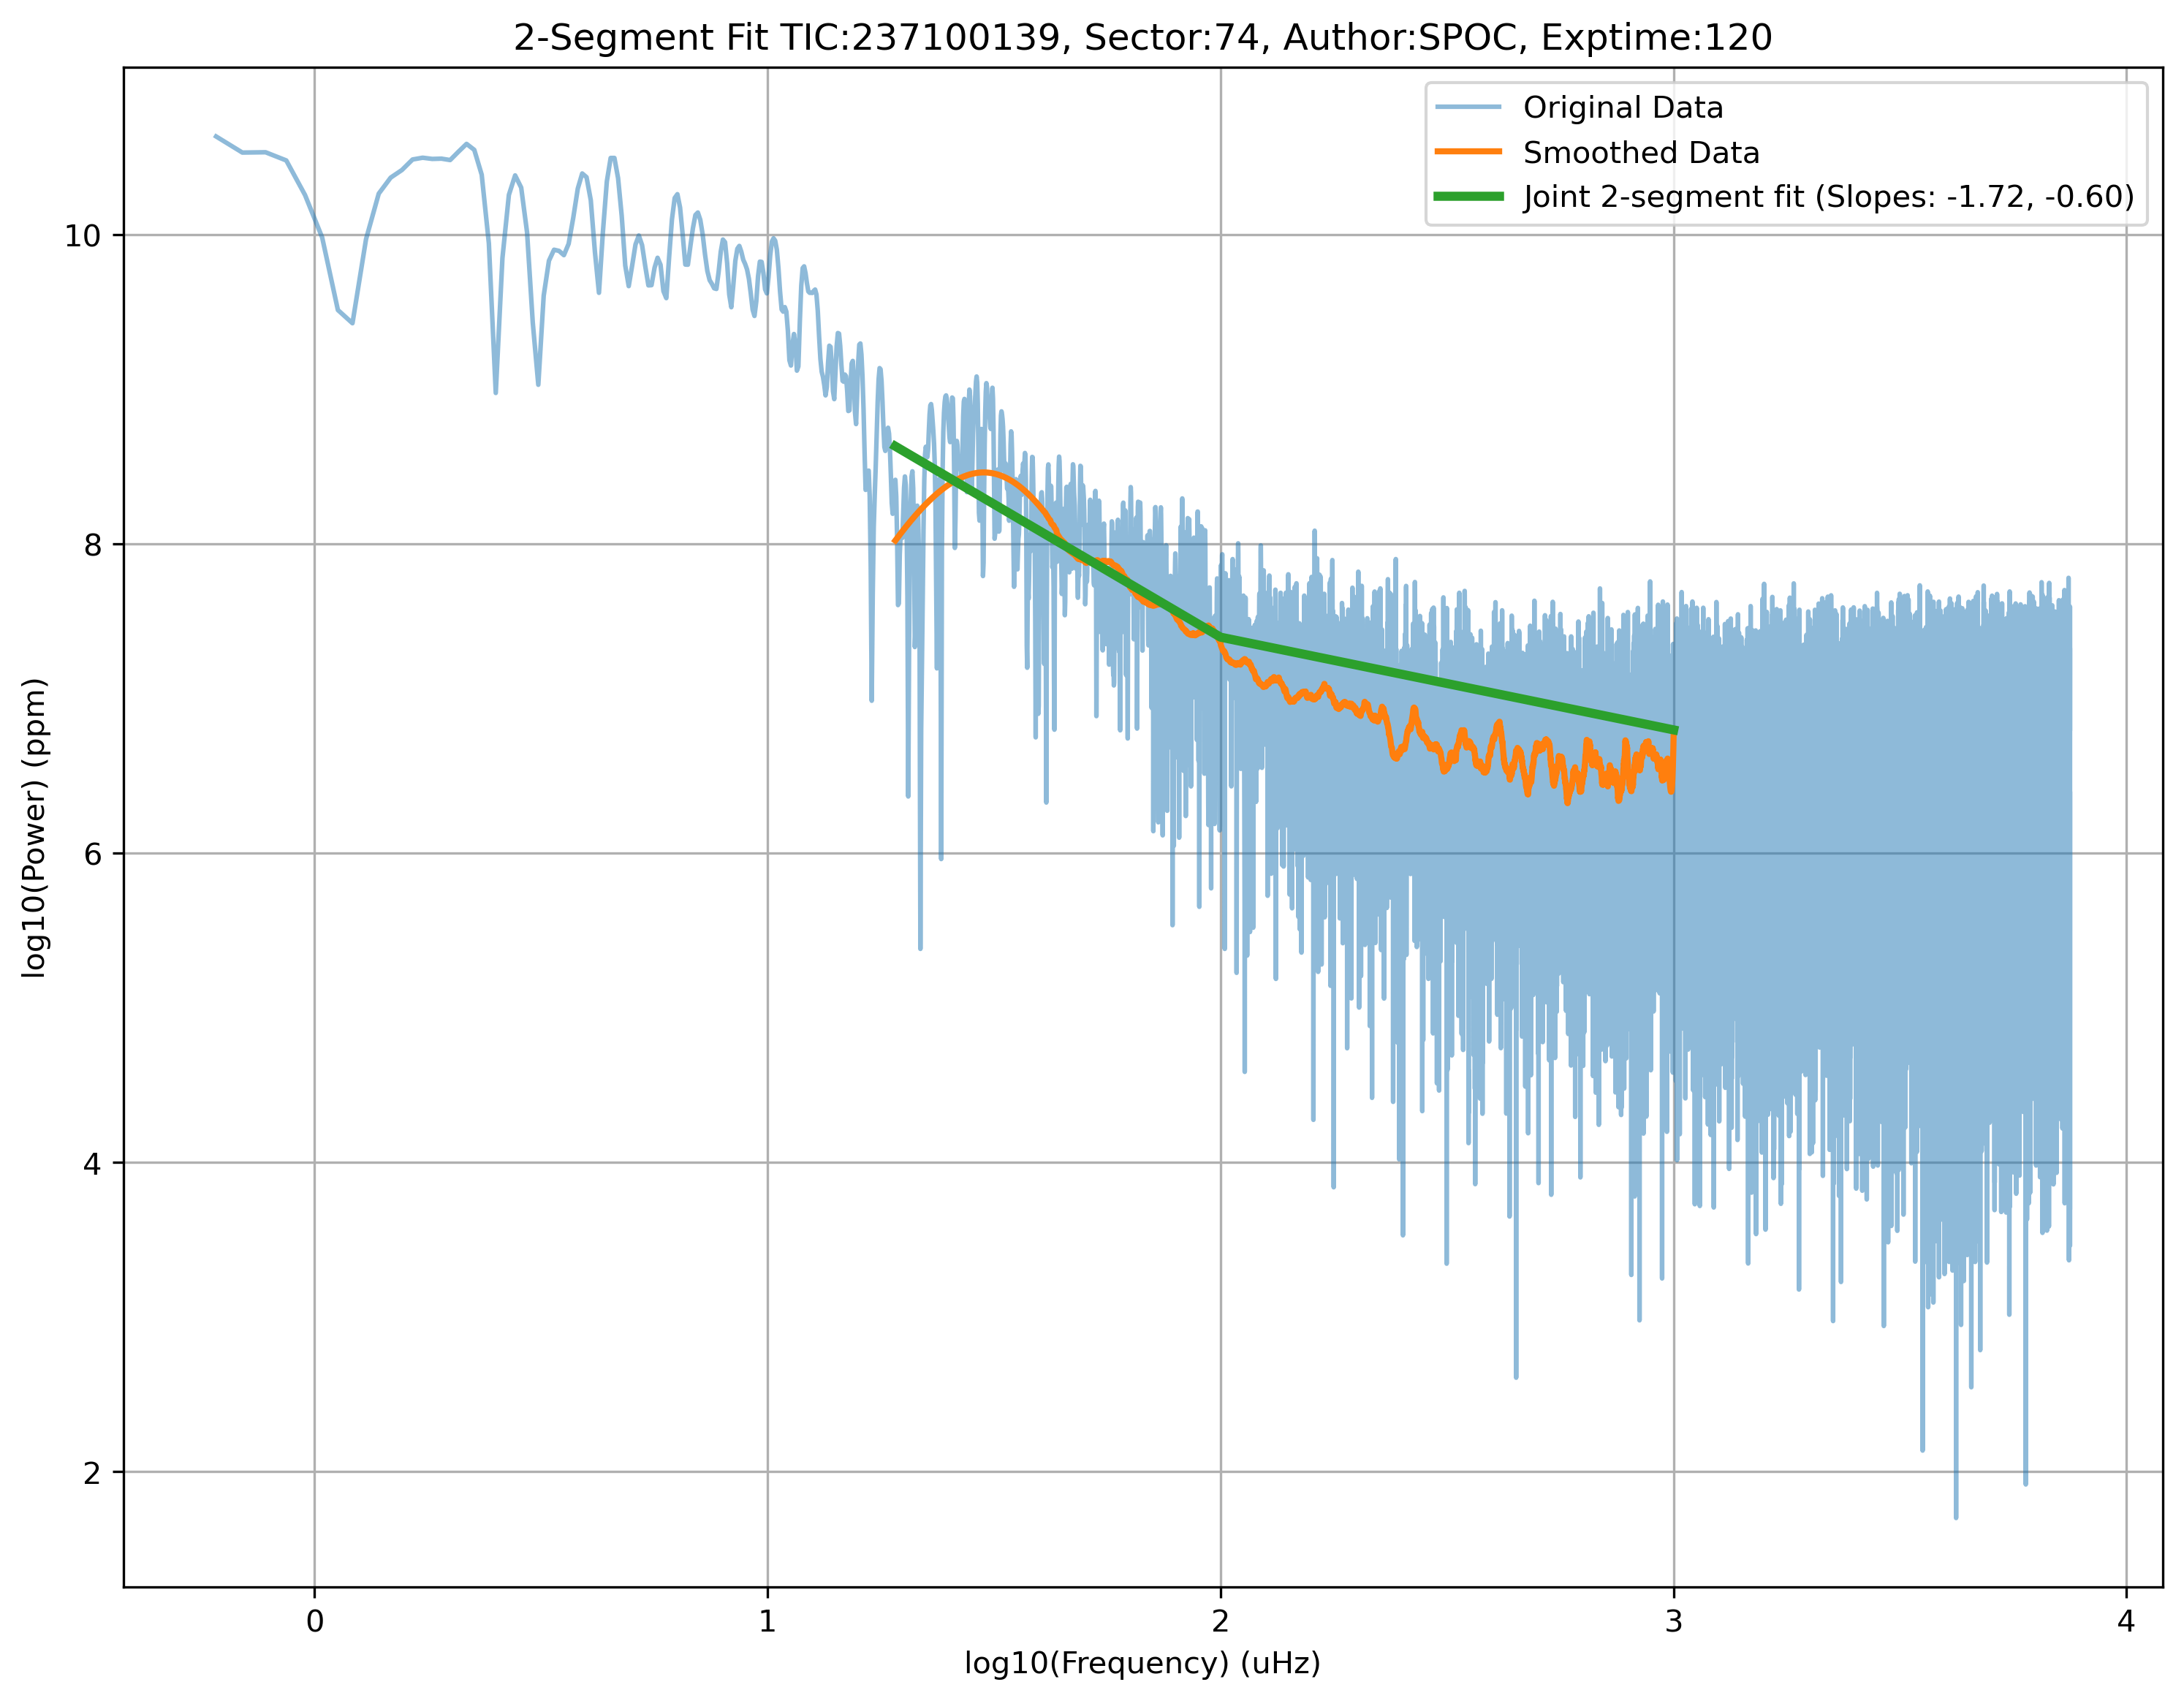 2-Segment Fit TIC:237100139, Sector:74, Author:SPOC, Exptime:120
Original Data
Smoothed Data
Joint 2-segment fit (Slopes: -1.72, -0.60)
10
8
6
4
2
log10(Power) (ppm)
0 1 2 3 4
log10(Frequency) (uHz)